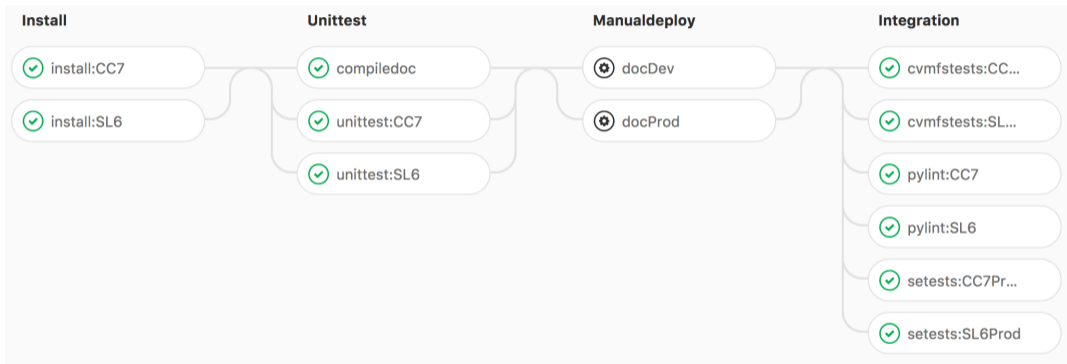 Install
install:CC7
install:SL6
Unittest
compiledoc
unittest:CC7
unittest:SL6
Manualdeploy
docDev
docProd
Integration
cvmfstests:CC...
cvmfstests:SL...
pylint:CC7
pylint:SL6
setests:CC7Pr...
setests:SL6Prod